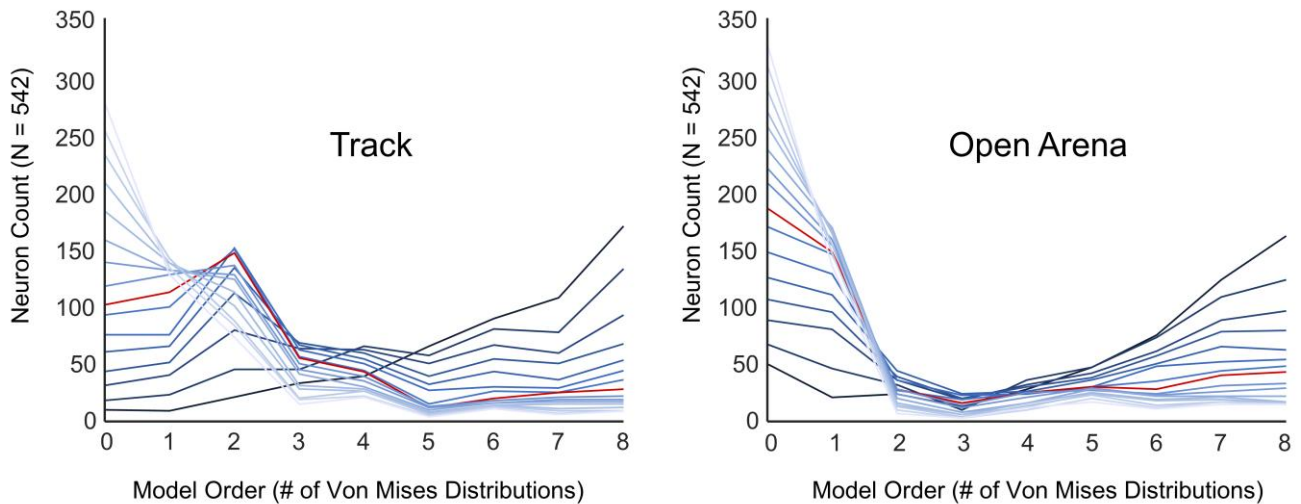 350
300
250
200
150
100
50
0
Neuron Count (N = 542)
Track
0 1 2 3 4 5 6 7 8
Model Order (# of Von Mises Distributions)
350
300
250
200
150
100
50
0
Neuron Count (N = 542)
Open Arena
0 1 2 3 4 5 6 7 8
Model Order (# of Von Mises Distributions)